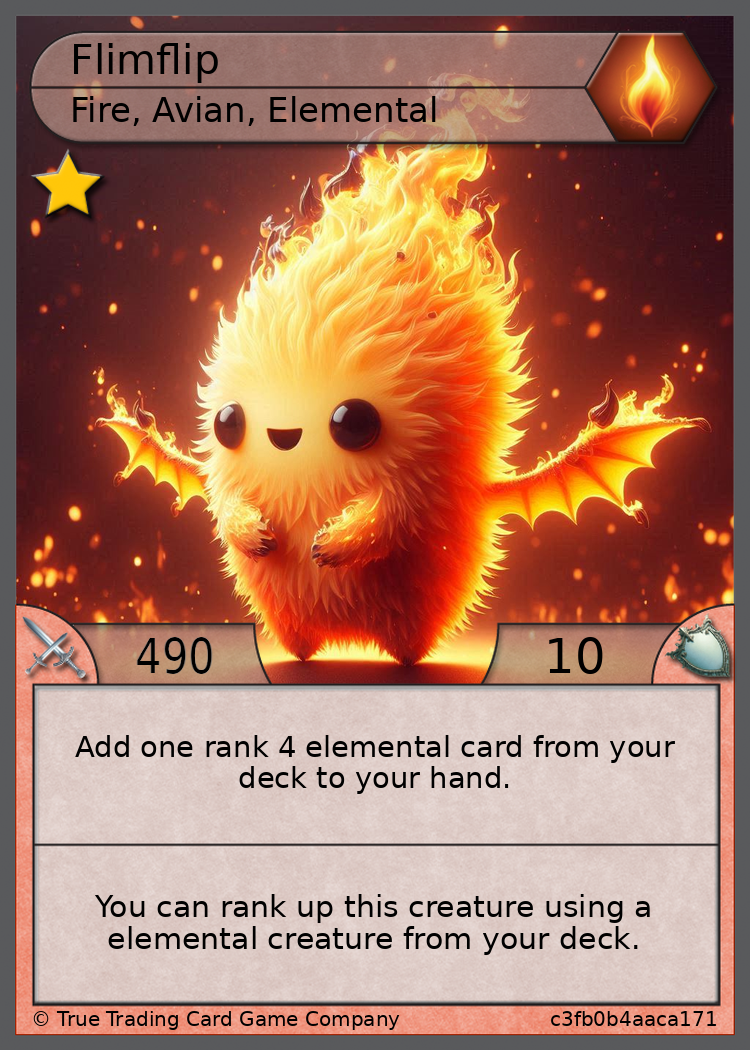 Flimflip
Fire, Avian, Elemental
490
10
Add one rank 4 elemental card from your
deck to your hand.
You can rank up this creature using a
elemental creature from your deck.
© True Trading Card Game Company
c3fb0b4aaca171